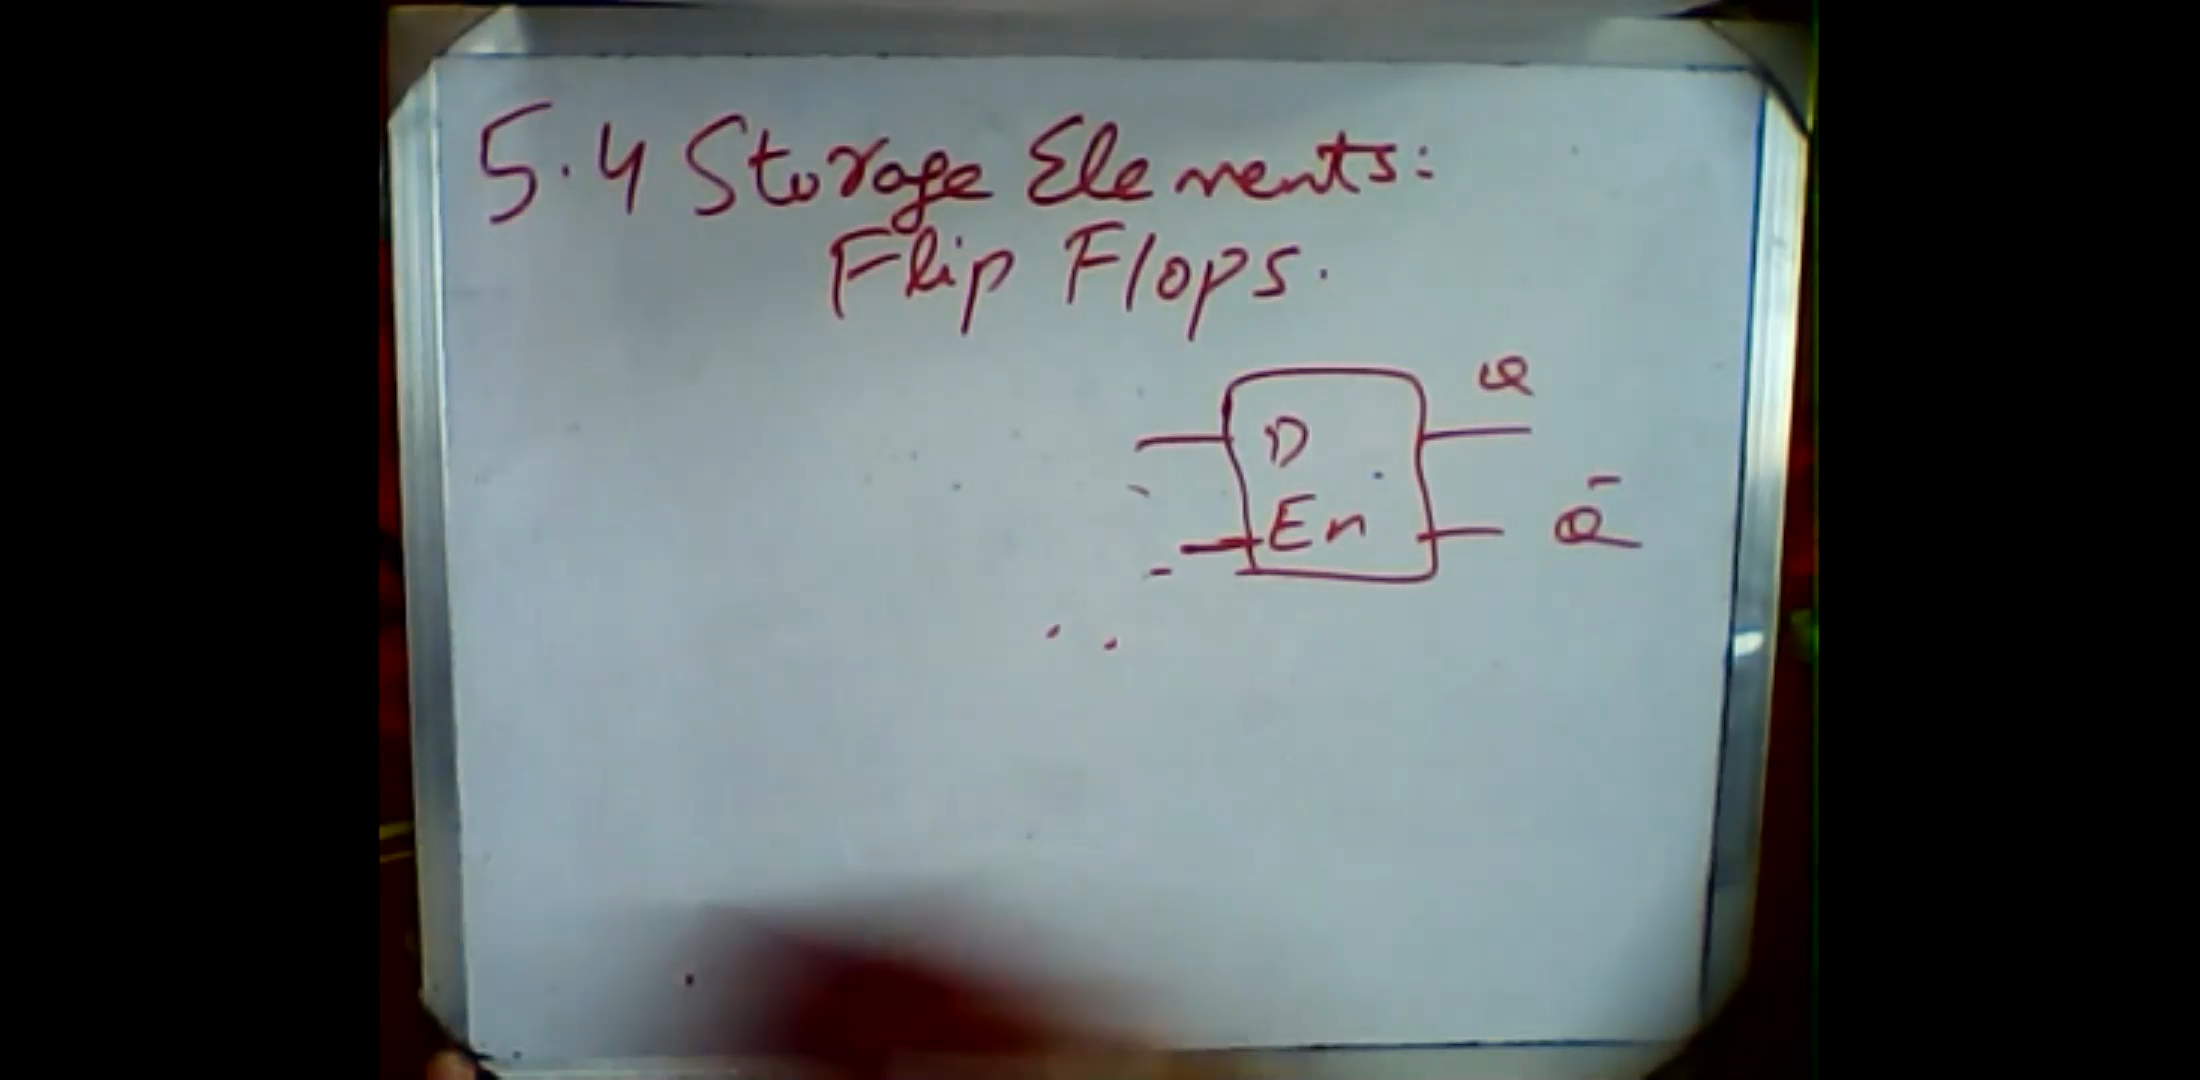 5.4 Storage Elements:
Flip Flops.
Q
D
En
Q̄